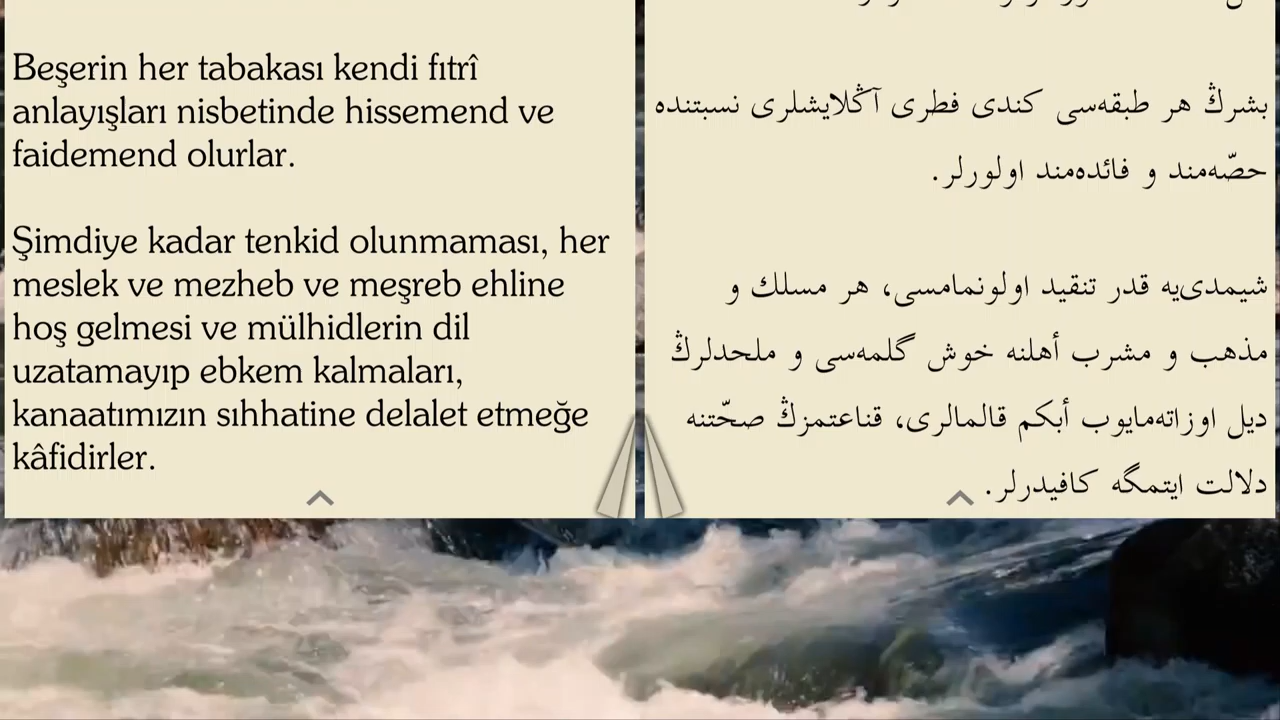 Beşerin her tabakası kendi fıtrî
anlayışları nisbetinde hissemend ve
faidemend olurlar.
Şimdiye kadar tenkid olunmaması, her
meslek ve mezheb ve meşreb ehline
hoş gelmesi ve mülhidlerin dil
uzatamayıp ebkem kalmaları,
kanaatımızın sıhhatine delalet etmeğe
kâfidirler.
بشرڭ هر طبقه‌سی كندی فطری آڭلايشلری نسبتنده
حصّه‌مند و فائده‌مند اولورلر.
شيمدی‌يه قدر تنقيد اولونمامسی، هر مسلك و
مذهب و مشرب أهلنه خوش گلمه‌سی و ملحدلرڭ
ديل اوزاته‌مايوب أبكم قالمالری، قناعتمزڭ صحّتنه
دلالت ايتمگه كافيدرلر.